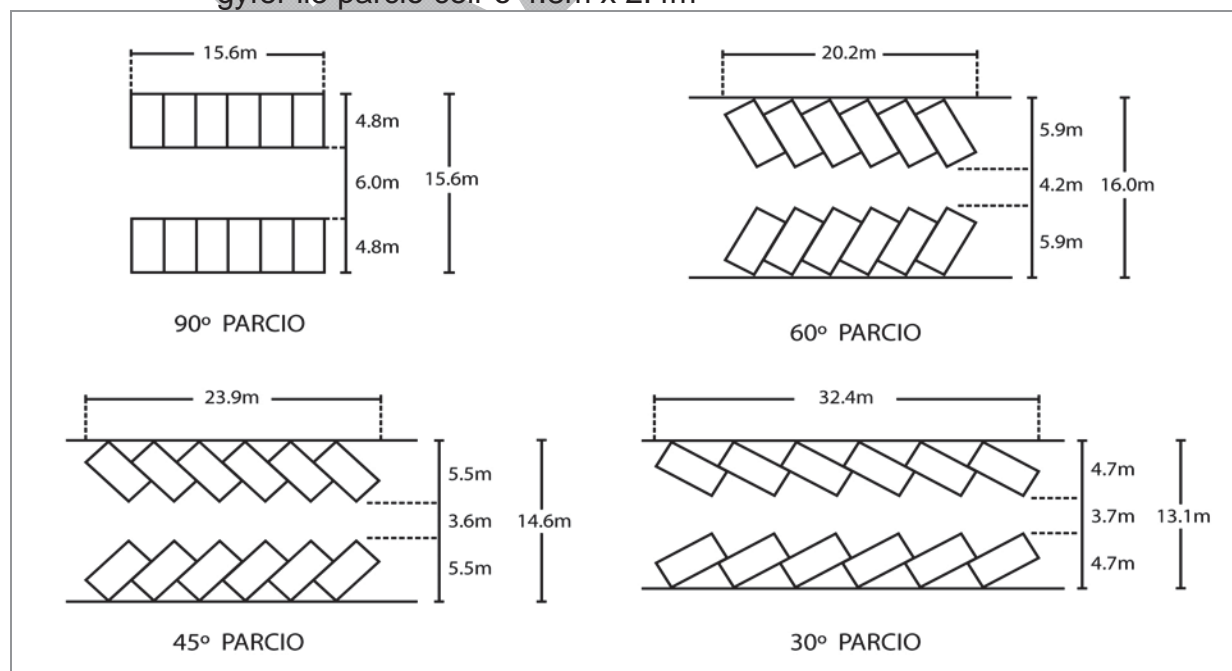 15.6m
4.8m
6.0m
4.8m
15.6m
90º PARCIO
20.2m
5.9m
4.2m
5.9m
16.0m
60º PARCIO
23.9m
5.5m
3.6m
5.5m
14.6m
45º PARCIO
32.4m
4.7m
3.7m
4.7m
13.1m
30º PARCIO